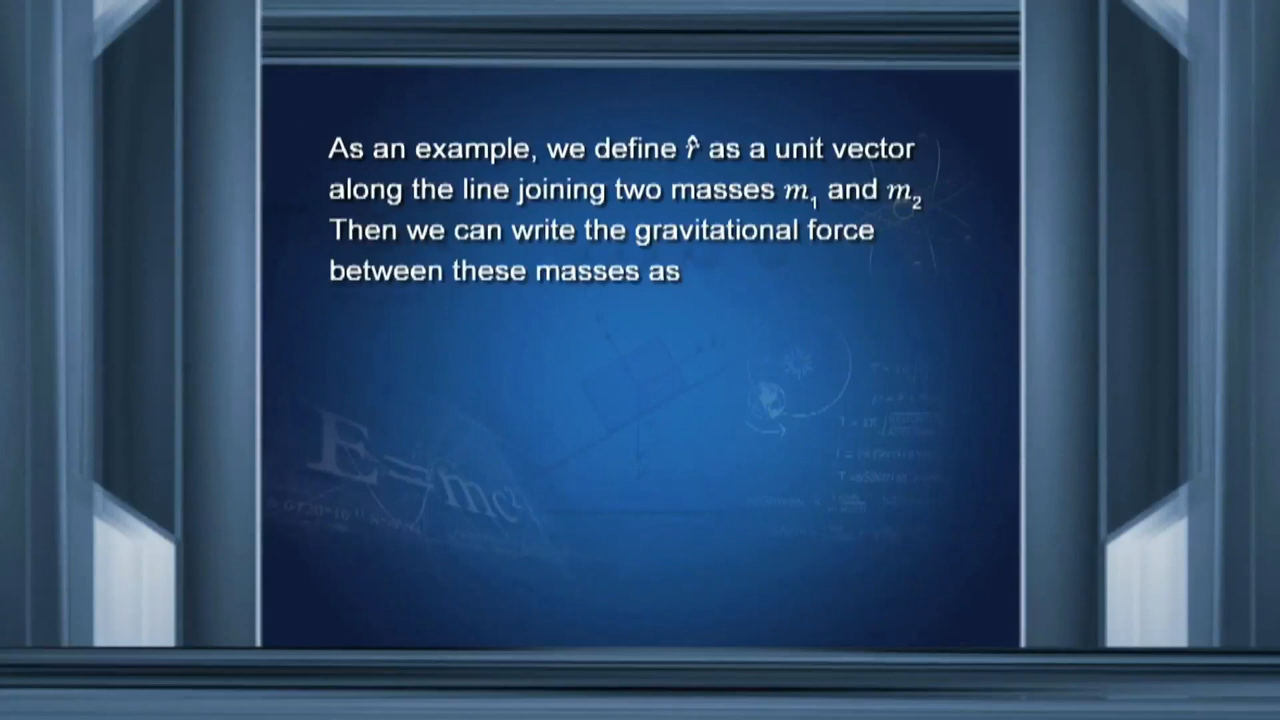 As an example, we define r̂ as a unit vector
along the line joining two masses m₁ and m₂
Then we can write the gravitational force
between these masses as
E=mc²